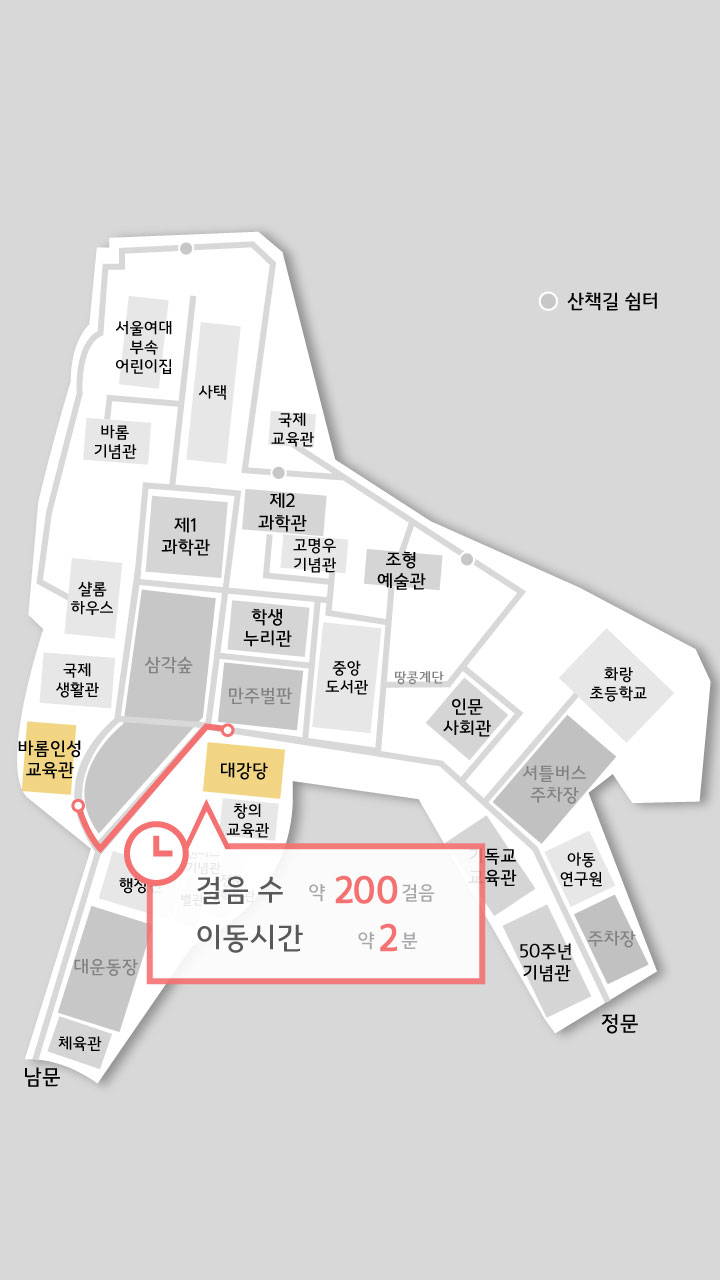 산책길 쉼터
서울여대
부속
어린이집
사택
바롬
기념관
국제
교육관
제1
과학관
제2
과학관
고명우
기념관
조형
예술관
샬롬
하우스
학생
누리관
삼각숲
중앙
도서관
국제
생활관
만주벌판
땅콩계단
인문
사회관
화랑
초등학교
바롬인성
교육관
대강당
셔틀버스
주차장
창의
교육관
기독교
교육관
아동
연구원
행정
걸음 수 약 200 걸음
이동시간 약 2 분
대운동장
50주년
기념관
주차장
체육관
정문
남문